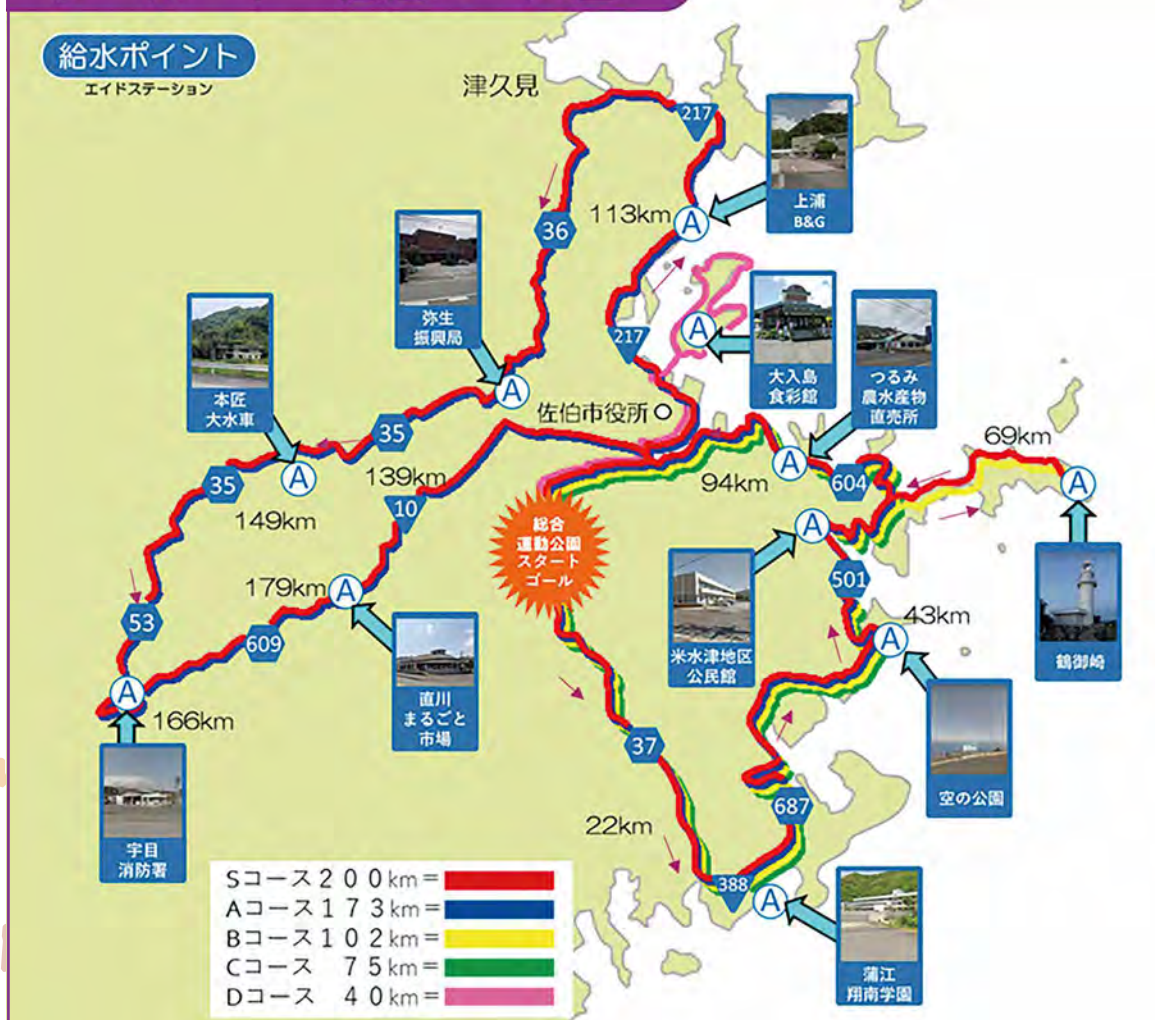 給水ポイント
エイドステーション
津久見
217
上浦
B&G
113km
A
36
弥生
振興局
A
217
A
大入島
食彩館
つるみ
農水産物
直売所
本匠
大水車
35
佐伯市役所
69km
35
A
139km
94km
A
604
A
149km
10
総合
運動公園
スタート
ゴール
A
179km
A
501
53
609
43km
A
米水津地区
公民館
鶴御崎
A
166km
直川
まるごと
市場
37
空の公園
687
宇目
消防署
22km
388
A
蒲江
翔南学園
Sコース200km=
Aコース173km=
Bコース102km=
Cコース 75km=
Dコース 40km=